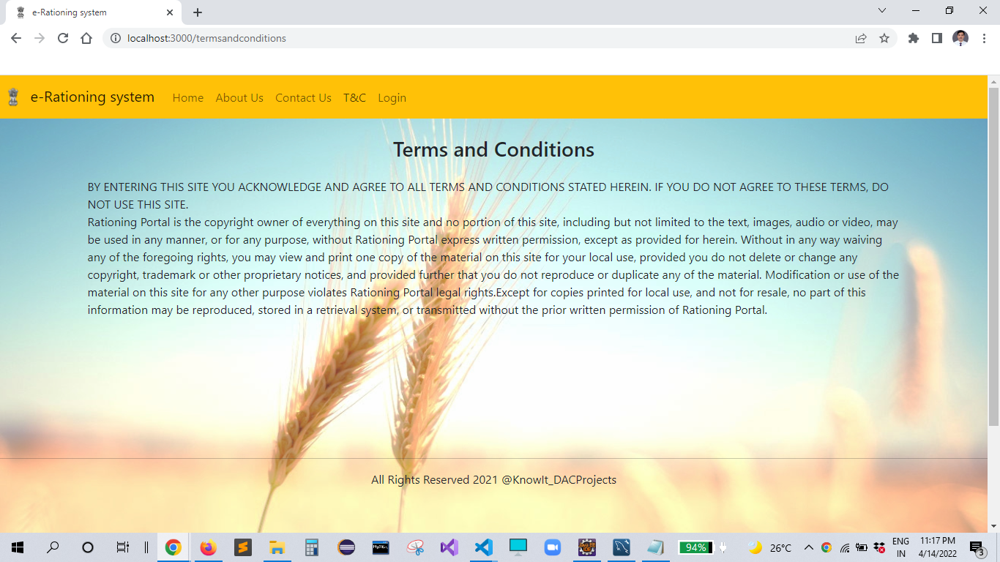 e-Rationing system
localhost:3000/termsandconditions
e-Rationing system Home About Us Contact Us T&C Login
Terms and Conditions
BY ENTERING THIS SITE YOU ACKNOWLEDGE AND AGREE TO ALL TERMS AND CONDITIONS STATED HEREIN. IF YOU DO NOT AGREE TO THESE TERMS, DO
NOT USE THIS SITE.
Rationing Portal is the copyright owner of everything on this site and no portion of this site, including but not limited to the text, images, audio or video, may
be used in any manner, or for any purpose, without Rationing Portal express written permission, except as provided for herein. Without in any way waiving
any of the foregoing rights, you may view and print one copy of the material on this site for your local use, provided you do not delete or change any
copyright, trademark or other proprietary notices, and provided further that you do not reproduce or duplicate any of the material. Modification or use of the
material on this site for any other purpose violates Rationing Portal legal rights.Except for copies printed for local use, and not for resale, no part of this
information may be reproduced, stored in a retrieval system, or transmitted without the prior written permission of Rationing Portal.
All Rights Reserved 2021 @KnowIt_DACProjects
94% 26°C ENG 11:17 PM
IN 4/14/2022 3